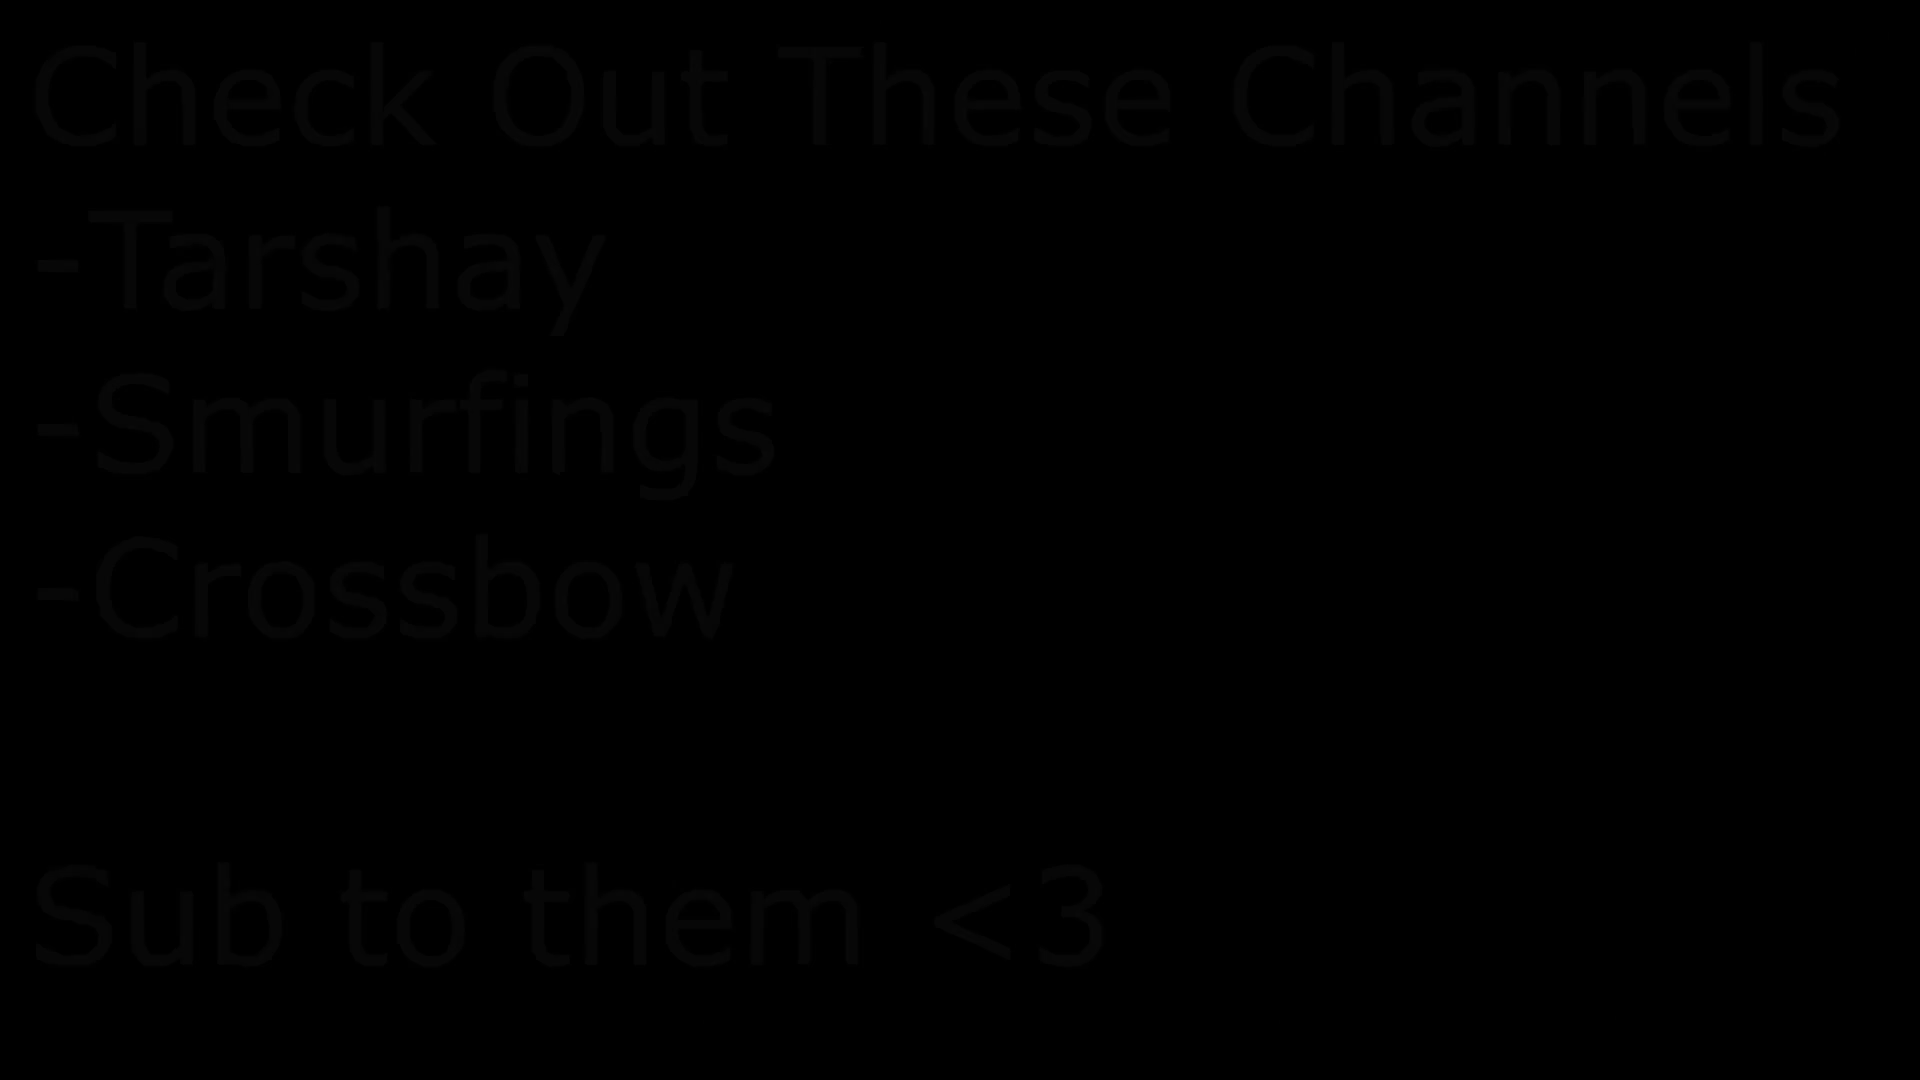 Check Out These Channels
-Tarshay
-Smurfings
-Crossbow
Sub to them <3